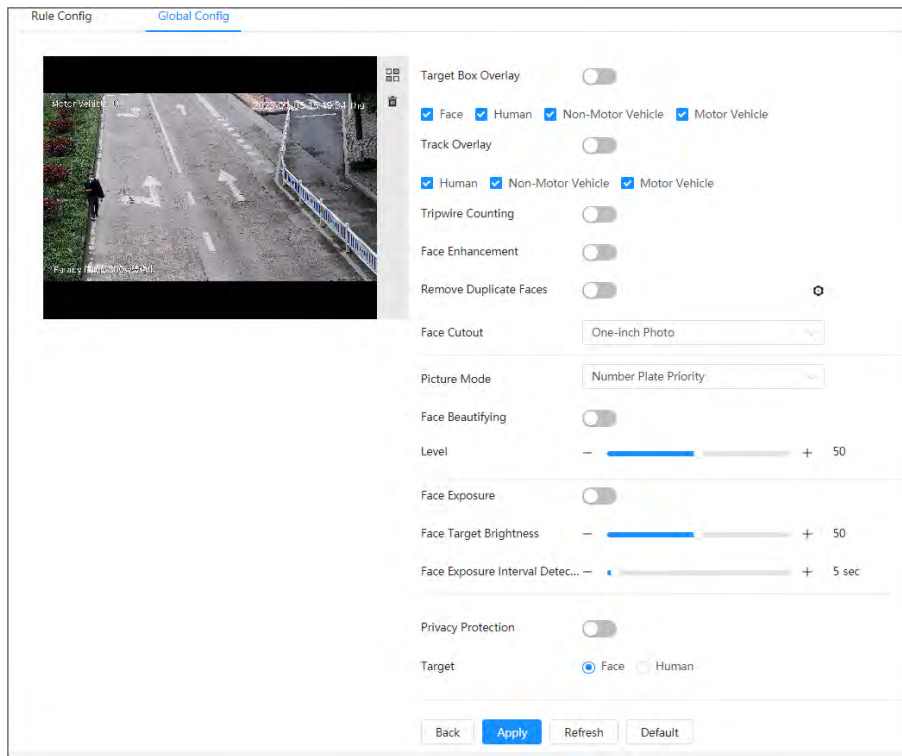 Rule Config Global Config
Motor Vehicle: 0
Target Box Overlay
Face Human Non-Motor Vehicle Motor Vehicle
Track Overlay
Human Non-Motor Vehicle Motor Vehicle
Tripwire Counting
Face Enhancement
Remove Duplicate Faces
Face Cutout One-inch Photo
Picture Mode Number Plate Priority
Face Beautifying
Level 50
Face Exposure
Face Target Brightness 50
Face Exposure Interval Detec... 5 sec
Privacy Protection
Target Face Human
Back Apply Refresh Default